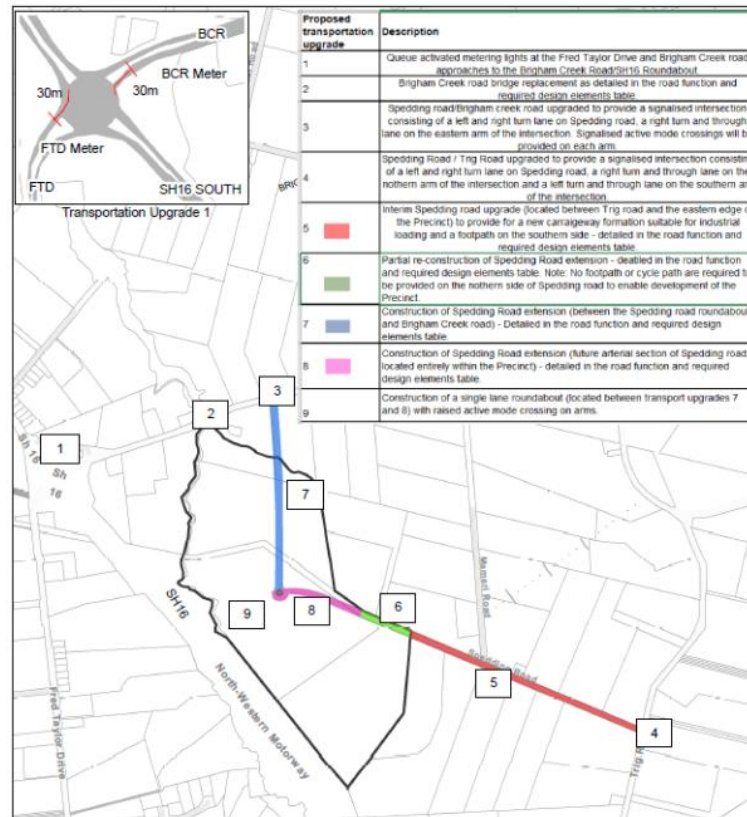 BCR
BCR Meter
30m
30m
FTD Meter
FTD
SH16 SOUTH
Transportation Upgrade 1
Proposed transportation upgrade
Description
1
Queue activated metering lights at the Fred Taylor Drive and Brigham Creek road
approaches to the Brigham Creek Road/SH16 Roundabout.
2
Brigham Creek road bridge replacement as detailed in the road function and
required design elements table.
3
Spedding road/Brigham creek road upgraded to provide a signalised intersection
consisting of a left and right turn lane on Spedding road, a right turn and through
lane on the eastern arm of the intersection. Signalised active mode crossings will b
provided on each arm.
4
Spedding Road / Trig Road upgraded to provide a signalised intersection consistin
of a left and right turn lane on Spedding road, a right turn and through lane on the
nothern arm of the intersection and a left turn and through lane on the southern ar
of the intersection.
5
Interim Spedding road upgrade (located between Trig road and the eastern edge o
the Precinct) to provide for a new carraigeway formation suitable for industrial
loading and a footpath on the southern side - detailed in the road function and
required design elements table.
6
Partial re-construction of Spedding Road extension - deatiled in the road function
and required design elements table. Note: No footpath or cycle path are required t
be provided on the nothern side of Spedding road to enable development of the
Precinct.
7
Construction of Spedding Road extension (between the Spedding road roundabout
and Brigham Creek road) - Detailed in the road function and required design
elements table.
8
Construction of Spedding Road extension (future arterial section of Spedding road
located entirely within the Precinct) - detailed in the road function and required
design elements table.
9
Construction of a single lane roundabout (located between transport upgrades 7
and 8) with raised active mode crossing on arms.
BRIG
3
2
1
Sh 16
Sh 16
7
SH16
9
8
6
Mamari Road
Spedding Road
5
4
Trig R
North-Western Motorway
Fred Taylor Drive